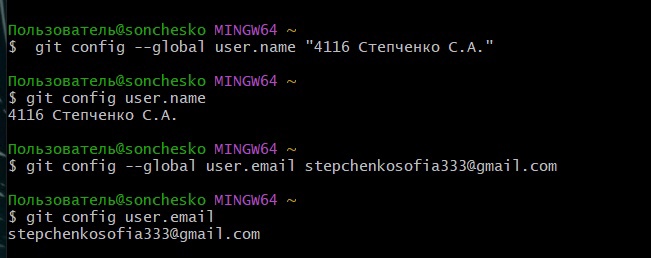 Пользователь@sonchesko MINGW64 ~
$  git config --global user.name "4116 Степченко С.А."
Пользователь@sonchesko MINGW64 ~
$ git config user.name
4116 Степченко С.А.
Пользователь@sonchesko MINGW64 ~
$ git config --global user.email stepchenkosofia333@gmail.com
Пользователь@sonchesko MINGW64 ~
$ git config user.email
stepchenkosofia333@gmail.com